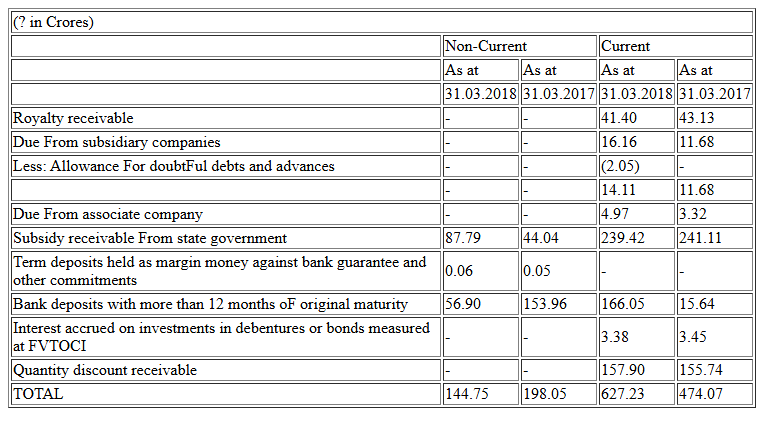 (? in Crores)
Non-Current Current
As at As at As at As at
31.03.2018 31.03.2017 31.03.2018 31.03.2017
Royalty receivable - - 41.40 43.13
Due From subsidiary companies - - 16.16 11.68
Less: Allowance For doubtFul debts and advances - - (2.05) -
- - 14.11 11.68
Due From associate company - - 4.97 3.32
Subsidy receivable From state government 87.79 44.04 239.42 241.11
Term deposits held as margin money against bank guarantee and
other commitments 0.06 0.05 - -
Bank deposits with more than 12 months oF original maturity 56.90 153.96 166.05 15.64
Interest accrued on investments in debentures or bonds measured
at FVTOCI - - 3.38 3.45
Quantity discount receivable - - 157.90 155.74
TOTAL 144.75 198.05 627.23 474.07